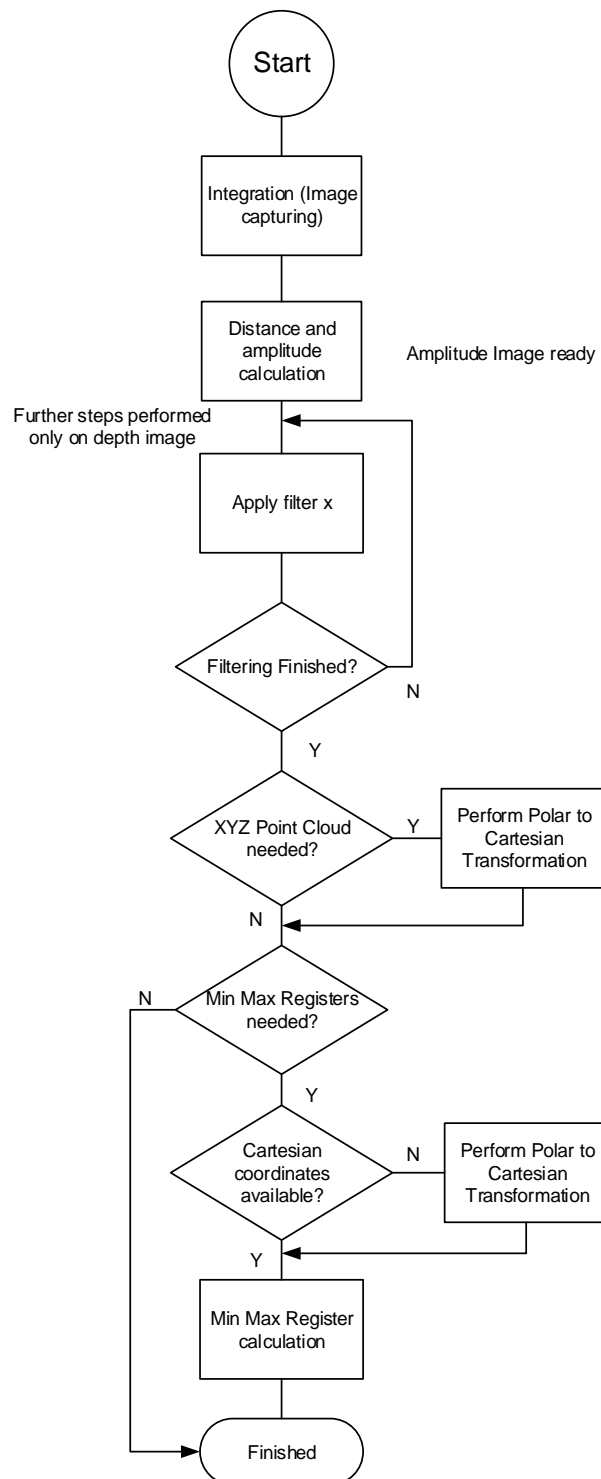 Start
Integration (Image
capturing)
Distance and
amplitude
calculation
Amplitude Image ready
Further steps performed
only on depth image
Apply filter x
Filtering Finished?
N
Y
XYZ Point Cloud
needed?
Y
Perform Polar to
Cartesian
Transformation
N
N
Min Max Registers
needed?
Y
Cartesian
coordinates
available?
N
Perform Polar to
Cartesian
Transformation
Y
Min Max Register
calculation
Finished